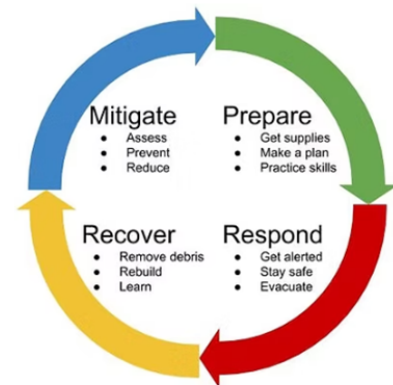 Mitigate
● Assess
● Prevent
● Reduce
Prepare
● Get supplies
● Make a plan
● Practice skills
Recover
● Remove debris
● Rebuild
● Learn
Respond
● Get alerted
● Stay safe
● Evacuate